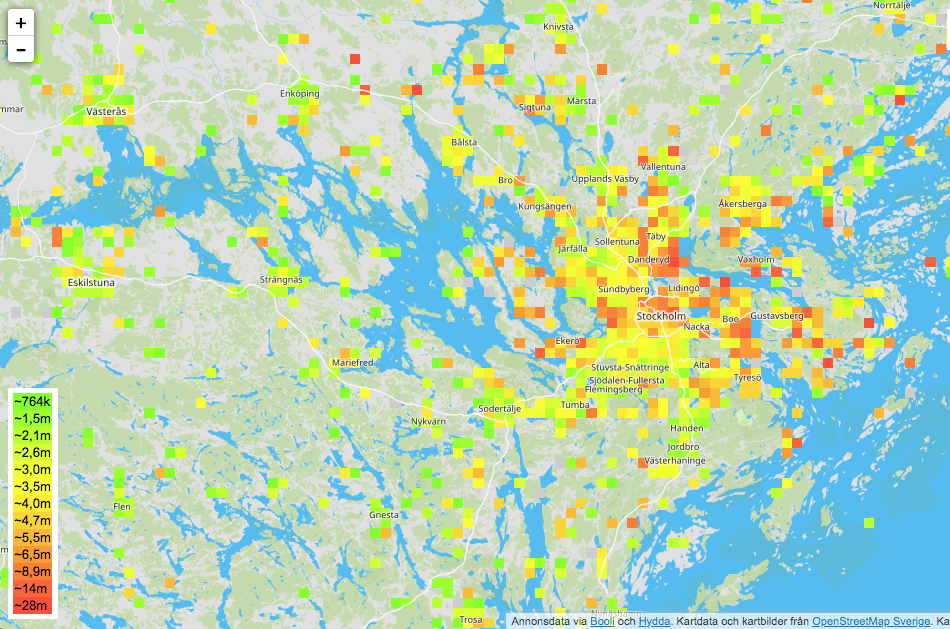 +
Norrtälje
Knivsta
−
Enköping
Märsta
Sigtuna
Västerås
Bålsta
Vallentuna
Bro
Upplands Väsby
Kungsängen
Åkersberga
Järfälla
Sollentuna
Täby
Danderyd
Vaxholm
Eskilstuna
Strängnäs
Sundbyberg
Lidingö
Stockholm
Boo
Gustavsberg
Nacka
Ekerö
Mariefred
Stuvsta-Snättringe
Älta
Tyresö
Sjödalen-Fullersta
Flemingsberg
Södertälje
Tumba
Nykvarn
Handen
Jordbro
Västerhaninge
Flen
Gnesta
Trosa
Nynäshamn
~764k
~1,5m
~2,1m
~2,6m
~3,0m
~3,5m
~4,0m
~4,7m
~5,5m
~6,5m
~8,9m
~14m
~28m
Annonsdata via Booli och Hydda. Kartdata och kartbilder från OpenStreetMap Sverige.